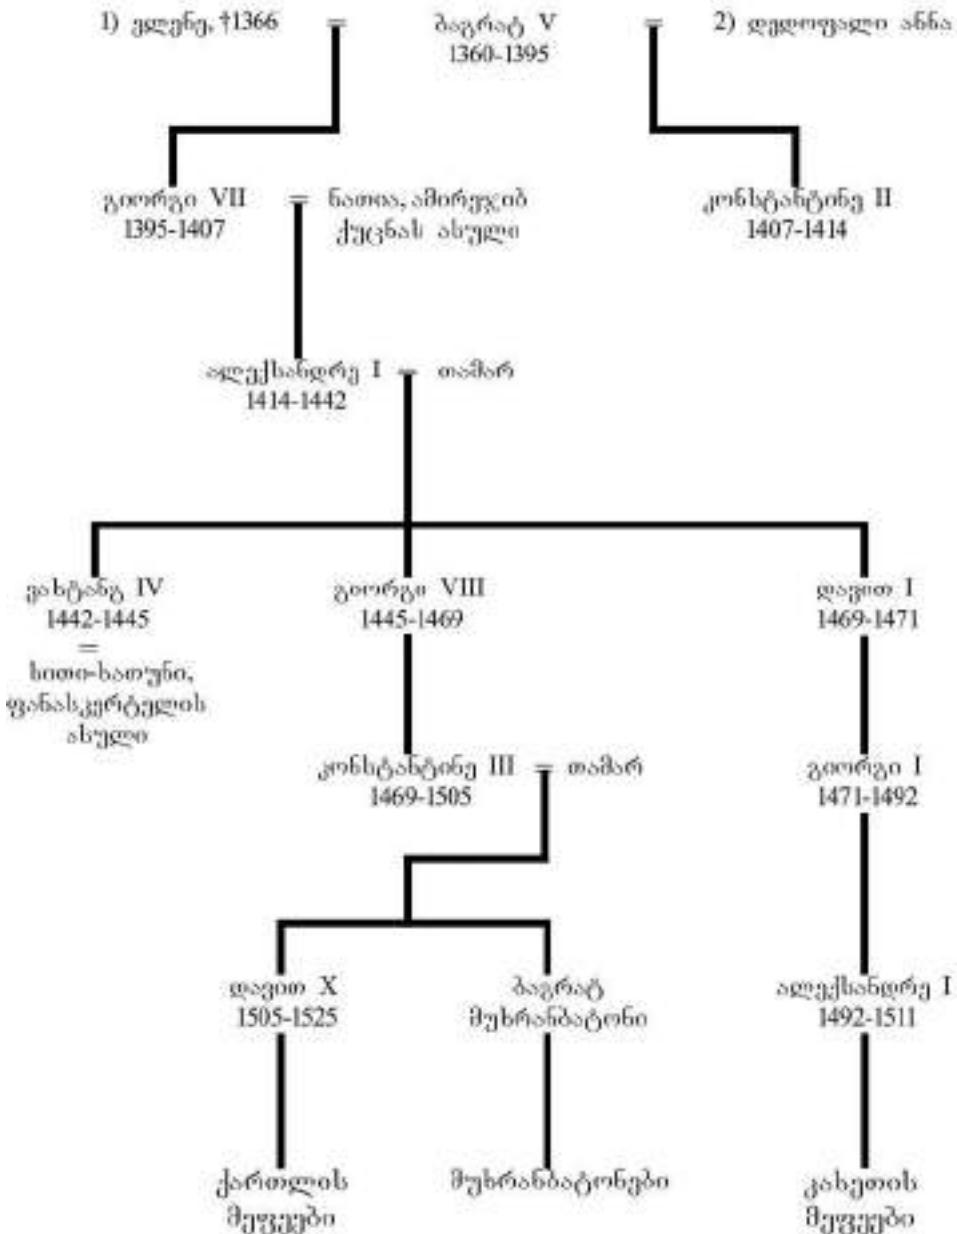 1) ელენე, †1366 = ბაგრატ V = 2) დედოფალი ანნა
1360-1395
გიორგი VII = ნათია, ამირეჯიბ კონსტანტინე II
1395-1407 ქუცნას ასული 1407-1414
ალექსანდრე I = თამარ
1414-1442
ვახტანგ IV გიორგი VIII დავით I
1442-1445 1445-1469 1469-1471
=
სითი-ხათუნი,
ფანასკერტელის
ასული
კონსტანტინე III = თამარ გიორგი I
1469-1505 1471-1492
დავით X ბაგრატ ალექსანდრე I
1505-1525 მუხრანბატონი 1492-1511
ქართლის მუხრანბატონები კახეთის
მეფეები მეფეები